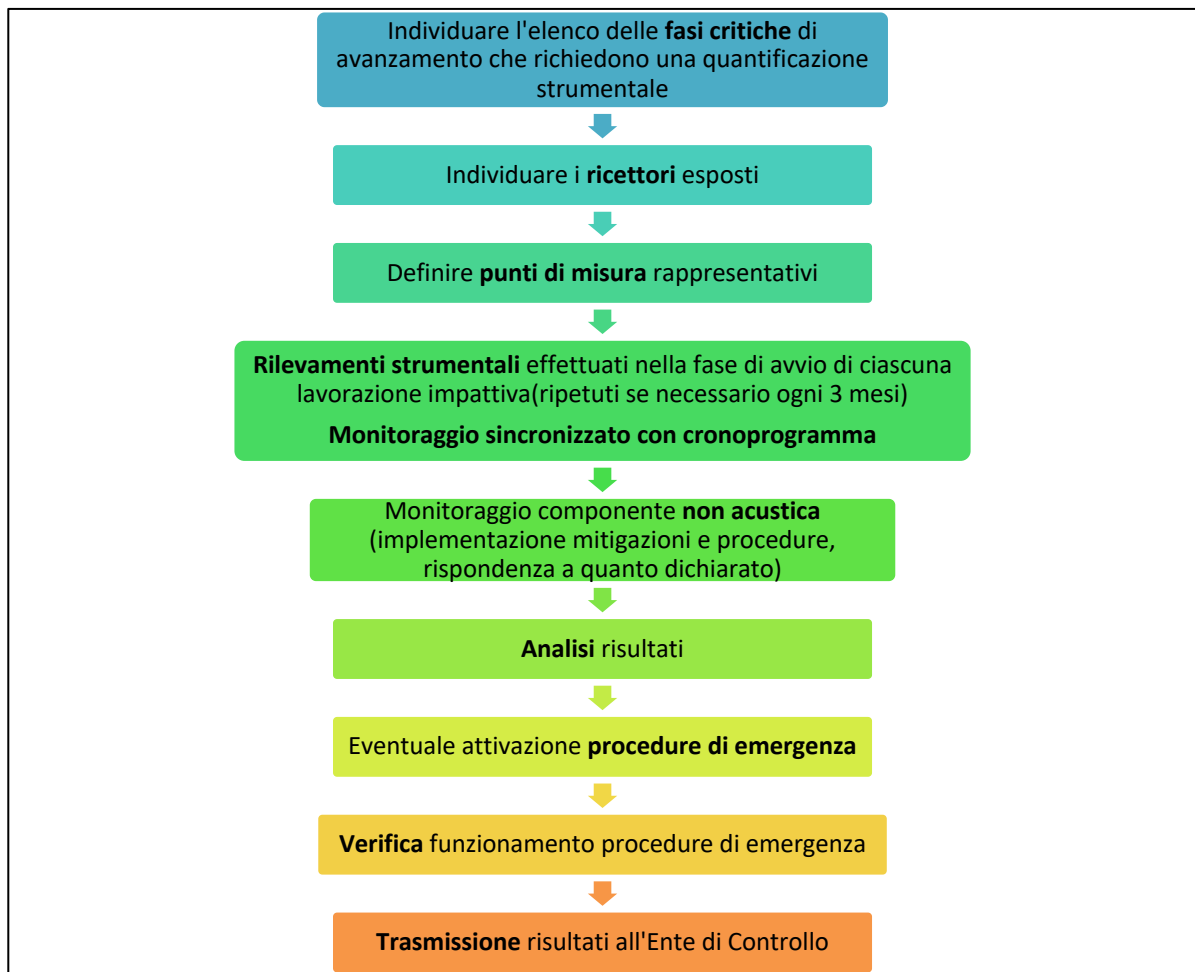 Individuare l'elenco delle fasi critiche di
avanzamento che richiedono una quantificazione
strumentale
Individuare i ricettori esposti
Definire punti di misura rappresentativi
Rilevamenti strumentali effettuati nella fase di avvio di ciascuna
lavorazione impattiva(ripetuti se necessario ogni 3 mesi)
Monitoraggio sincronizzato con cronoprogramma
Monitoraggio componente non acustica
(implementazione mitigazioni e procedure,
rispondenza a quanto dichiarato)
Analisi risultati
Eventuale attivazione procedure di emergenza
Verifica funzionamento procedure di emergenza
Trasmissione risultati all'Ente di Controllo